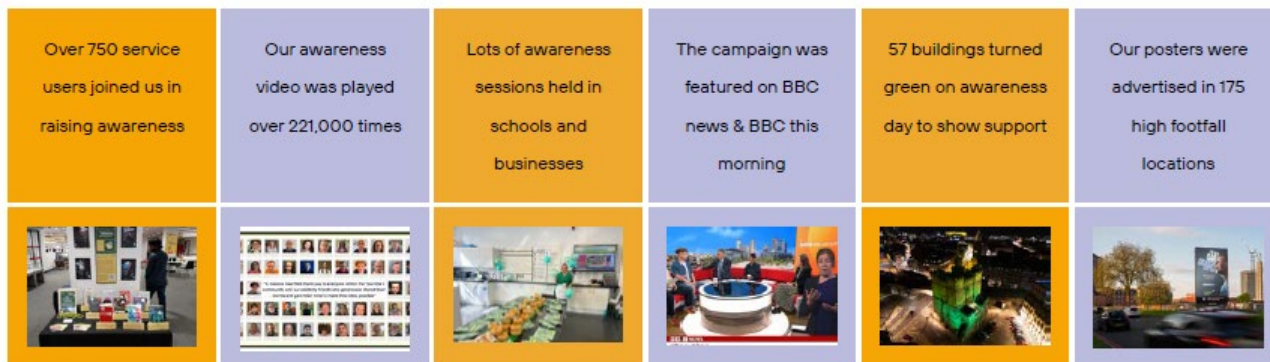 Over 750 service
users joined us in
raising awareness
Our awareness
video was played
over 221,000 times
Lots of awareness
sessions held in
schools and
businesses
The campaign was
featured on BBC
news & BBC this
morning
57 buildings turned
green on awareness
day to show support
Our posters were
advertised in 175
high footfall
locations
NEWS